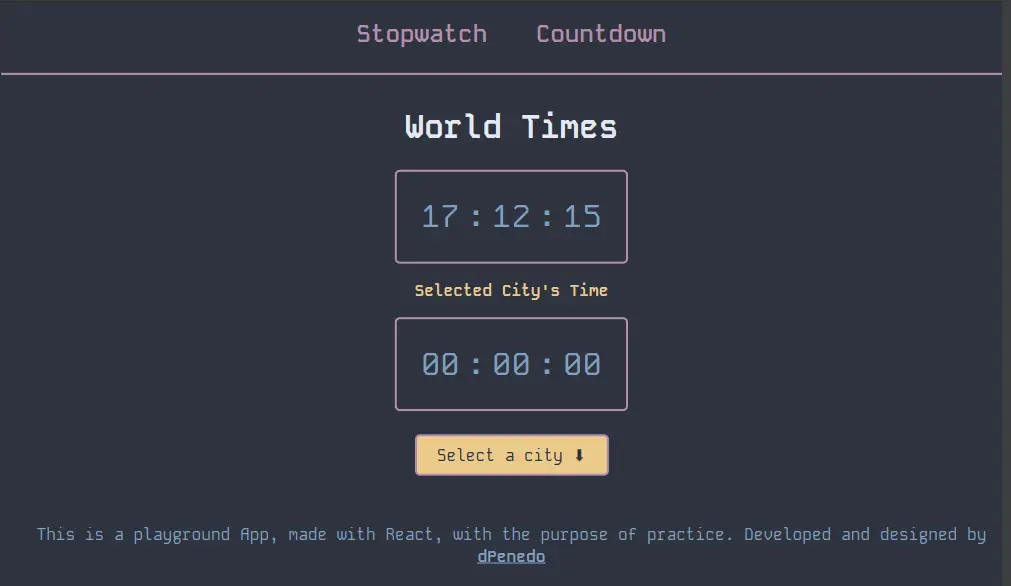 Stopwatch Countdown
World Times
17:12:15
Selected City's Time
00:00:00
Select a city ⬇
This is a playground App, made with React, with the purpose of practice. Developed and designed by
dPenedo